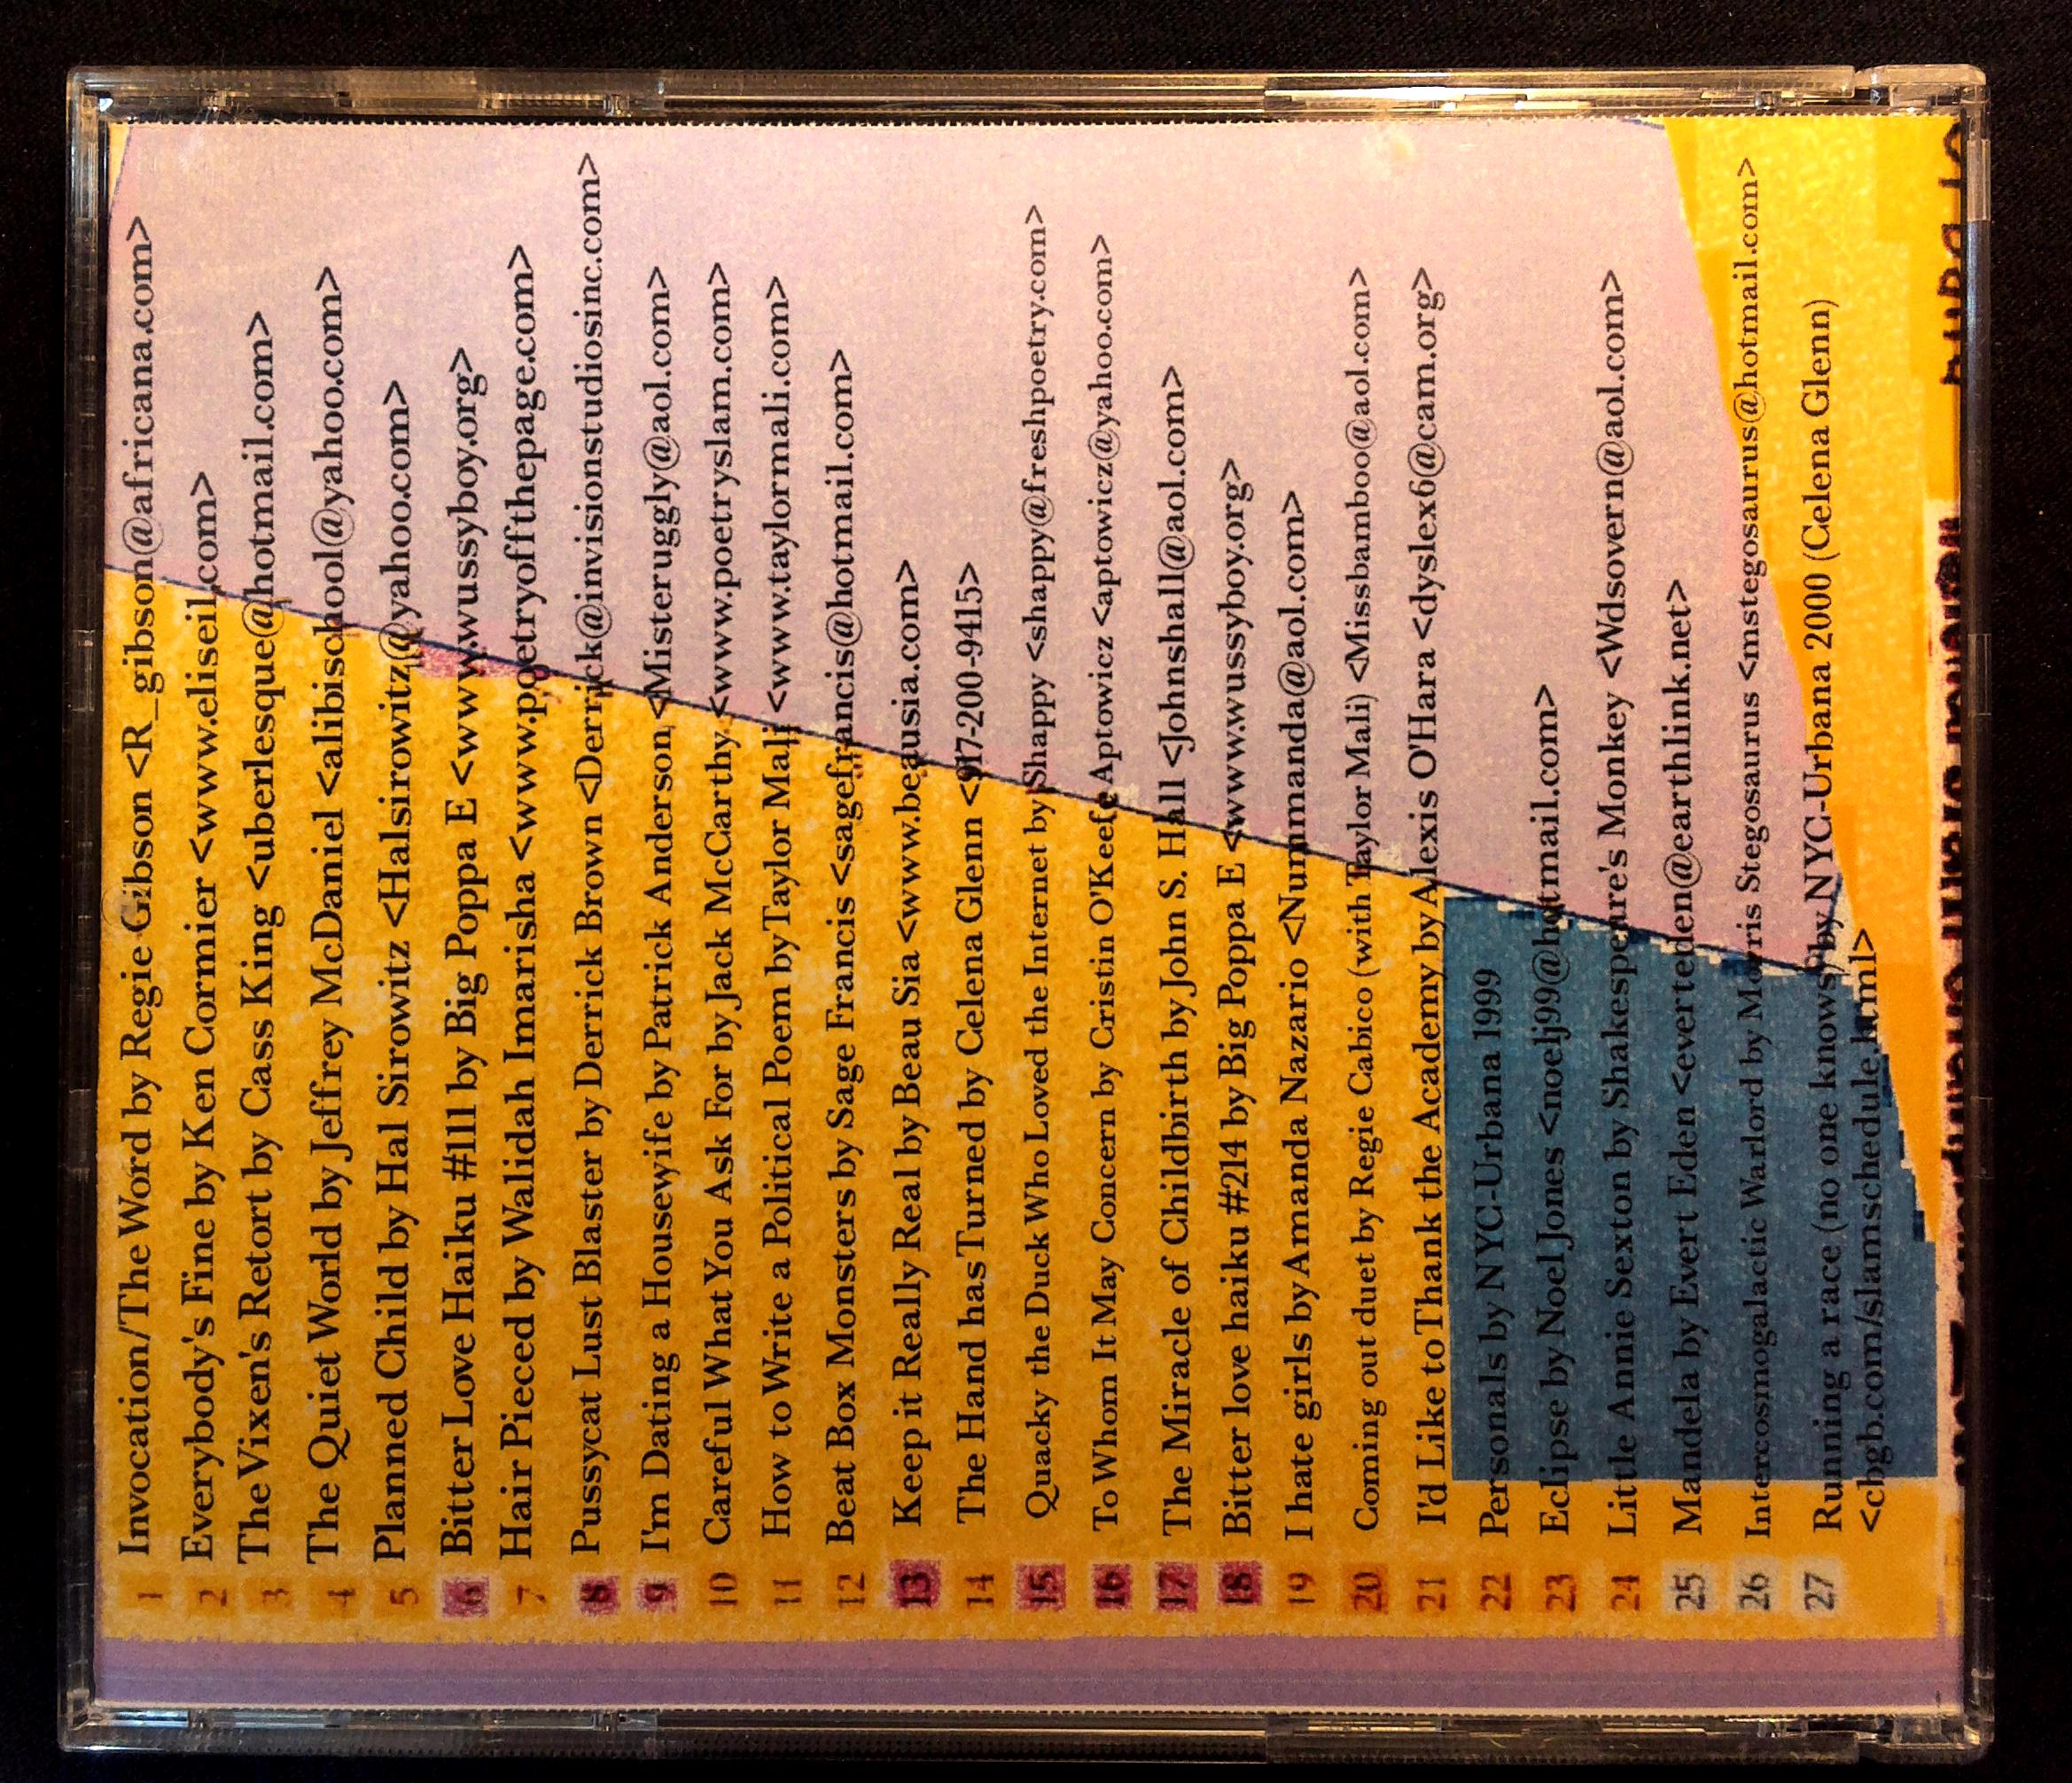 1 Invocation/The Word by Regie Gibson <R_gibson@africana.com>
2 Everybody's Fine by Ken Cormier <www.eliseil.com>
3 The Vixen's Retort by Cass King <uberlesque@hotmail.com>
4 The Quiet World by Jeffrey McDaniel <alibischool@yahoo.com>
5 Planned Child by Hal Sirowitz <Halsirowitz@yahoo.com>
6 Bitter Love Haiku #111 by Big Poppa E <www.wussyboy.org>
7 Hair Pieced by Walidah Imarisha <www.poetryoffthepage.com>
8 Pussycat Lust Blaster by Derrick Brown <Derrick@invisionstudiosinc.com>
9 I'm Dating a Housewife by Patrick Anderson <Misteruggly@aol.com>
10 Careful What You Ask For by Jack McCarthy <www.poetryslam.com>
11 How to Write a Political Poem by Taylor Mali <www.taylormali.com>
12 Beat Box Monsters by Sage Francis <sagefrancis@hotmail.com>
13 Keep it Really Real by Beau Sia <www.beausia.com>
14 The Hand has Turned by Celena Glenn <917-200-9415>
15 Quacky the Duck Who Loved the Internet by Shappy <shappy@freshpoetry.com>
16 To Whom It May Concern by Cristin O'Keefe Aptowicz <aptowicz@yahoo.com>
17 The Miracle of Childbirth by John S. Hall <Johnshall@aol.com>
18 Bitter love haiku #214 by Big Poppa E <www.wussyboy.org>
19 I hate girls by Amanda Nazario <Nummanda@aol.com>
20 Coming out duet by Regie Cabico (with Taylor Mali) <Missbamboo@aol.com>
21 I'd Like to Thank the Academy by Alexis O'Hara <dyslex6@cam.org>
22 Personals by NYC-Urbana 1999
23 Eclipse by Noel Jones <noelj99@hotmail.com>
24 Little Annie Sexton by Shakespeare's Monkey <Wdsovern@aol.com>
25 Mandela by Evert Eden <everteden@earthlink.net>
26 Intercosmogalactic Warlord by Morris Stegosaurus <mstegosaurus@hotmail.com>
27 Running a race (no one knows) by NYC-Urbana 2000 (Celena Glenn)
<cbgb.com/slamschedule.html>